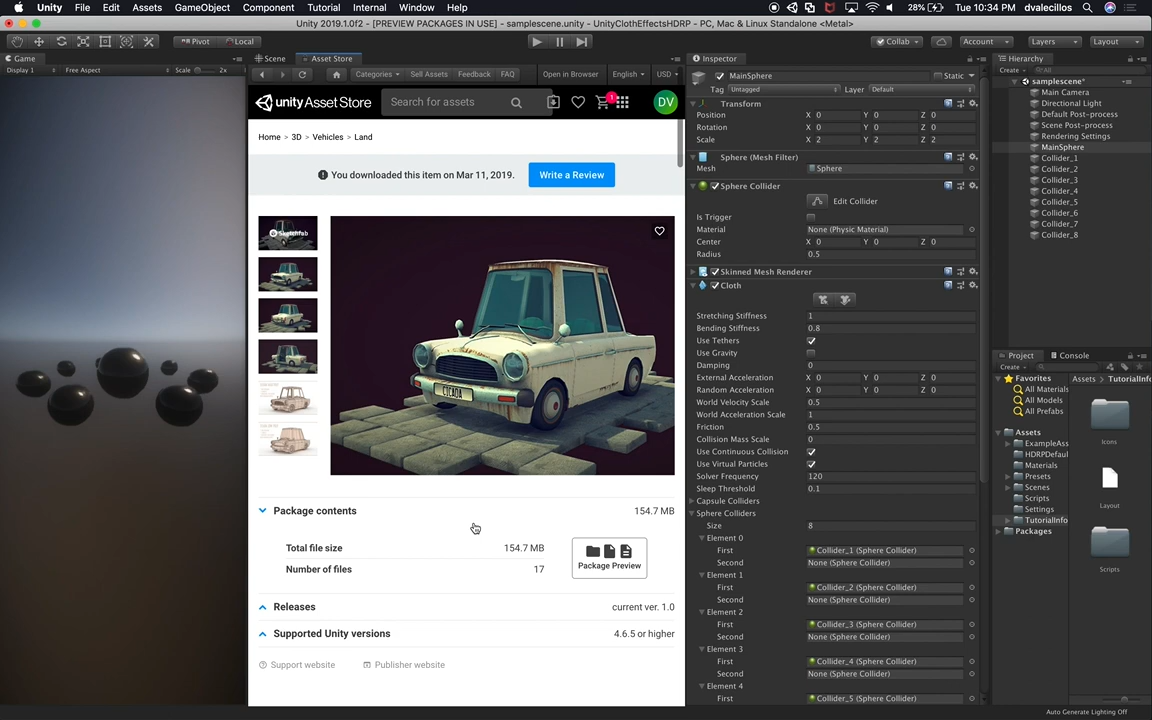 Unity File Edit Assets GameObject Component Tutorial Internal Window Help 28% Tue 10:34 PM dvalecillos
Unity 2019.1.0f2 - [PREVIEW PACKAGES IN USE] - samplescene.unity - UnityClothEffectsHDRP - PC, Mac & Linux Standalone <Metal>
Pivot Local Collab Account Layers Layout
Game Scene Asset Store Inspector Hierarchy
Display 1 Free Aspect Scale 2x
Categories Sell Assets Feedback FAQ Open in Browser English USD
unity Asset Store Search for assets 1 DV
Home > 3D > Vehicles > Land
You downloaded this item on Mar 11, 2019. Write a Review
Sketchfab
CICADA
Package contents 154.7 MB
Total file size 154.7 MB
Number of files 17
Package Preview
Releases current ver. 1.0
Supported Unity versions 4.6.5 or higher
Support website Publisher website
MainSphere Static
Tag Untagged Layer Default
Transform
Position X 0 Y 0 Z 0
Rotation X 0 Y 0 Z 0
Scale X 2 Y 2 Z 2
Sphere (Mesh Filter)
Mesh Sphere
Sphere Collider
Edit Collider
Is Trigger
Material None (Physic Material)
Center X 0 Y 0 Z 0
Radius 0.5
Skinned Mesh Renderer
Cloth
Stretching Stiffness 1
Bending Stiffness 0.8
Use Tethers
Use Gravity
Damping 0
External Acceleration X 0 Y 0 Z 0
Random Acceleration X 0 Y 0 Z 0
World Velocity Scale 0.5
World Acceleration Scale 1
Friction 0.5
Collision Mass Scale 0
Use Continuous Collision
Use Virtual Particles
Solver Frequency 120
Sleep Threshold 0.1
Capsule Colliders
Sphere Colliders
Size 8
Element 0
First Collider_1 (Sphere Collider)
Second None (Sphere Collider)
Element 1
First Collider_2 (Sphere Collider)
Second None (Sphere Collider)
Element 2
First Collider_3 (Sphere Collider)
Second None (Sphere Collider)
Element 3
First Collider_4 (Sphere Collider)
Second None (Sphere Collider)
Element 4
First Collider_5 (Sphere Collider)
Create All
samplescene*
Main Camera
Directional Light
Default Post-process
Scene Post-process
Rendering Settings
MainSphere
Collider_1
Collider_2
Collider_3
Collider_4
Collider_5
Collider_6
Collider_7
Collider_8
Project Console
Create
Favorites
All Materials
All Models
All Prefabs
Assets
ExampleAss
HDRPDefaul
Materials
Presets
Scenes
Scripts
Settings
TutorialInfo
Packages
Assets > TutorialInfo
Icons
Layout
Scripts
Auto Generate Lighting Off